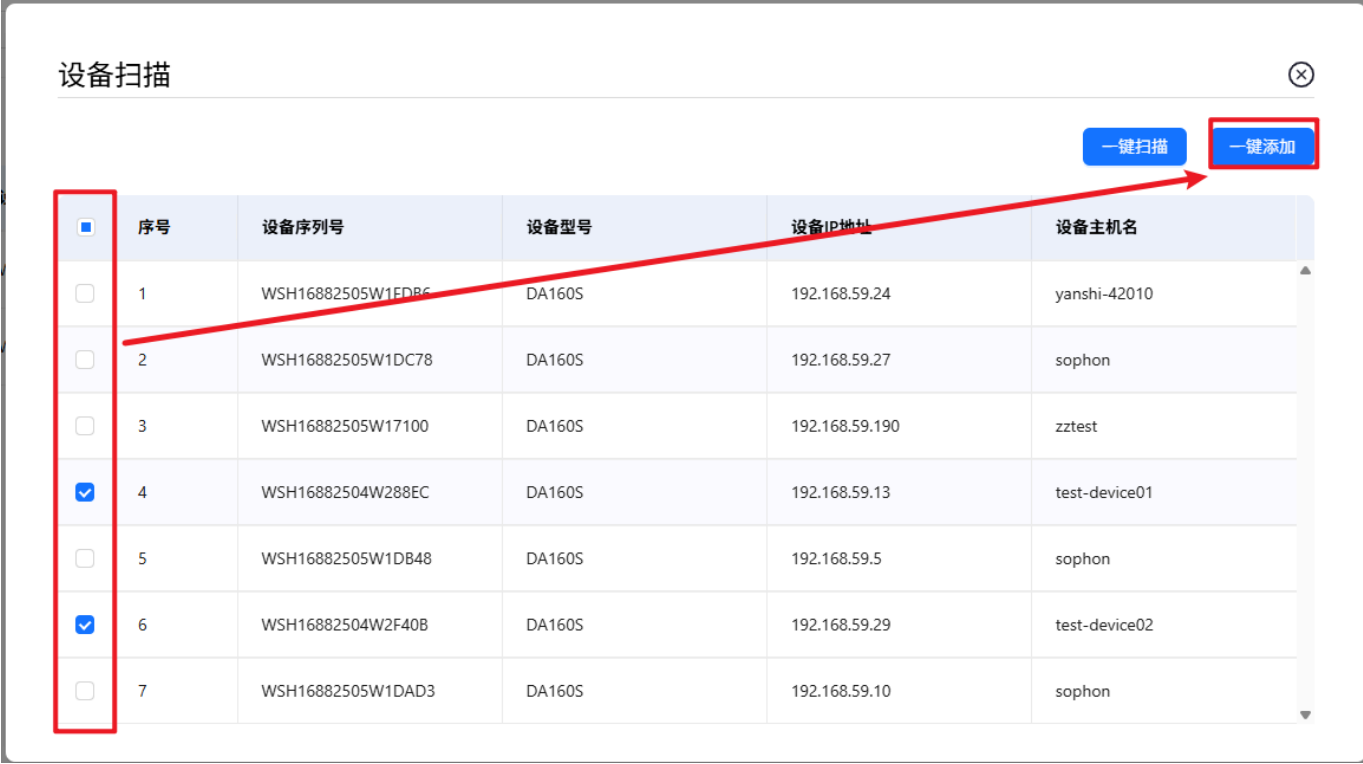 设备扫描
一键扫描 一键添加
序号 设备序列号 设备型号 设备IP地址 设备主机名
1 WSH16882505W1EDB6 DA160S 192.168.59.24 yanshi-42010
2 WSH16882505W1DC78 DA160S 192.168.59.27 sophon
3 WSH16882505W17100 DA160S 192.168.59.190 zztest
4 WSH16882504W288EC DA160S 192.168.59.13 test-device01
5 WSH16882505W1DB48 DA160S 192.168.59.5 sophon
6 WSH16882504W2F40B DA160S 192.168.59.29 test-device02
7 WSH16882505W1DAD3 DA160S 192.168.59.10 sophon